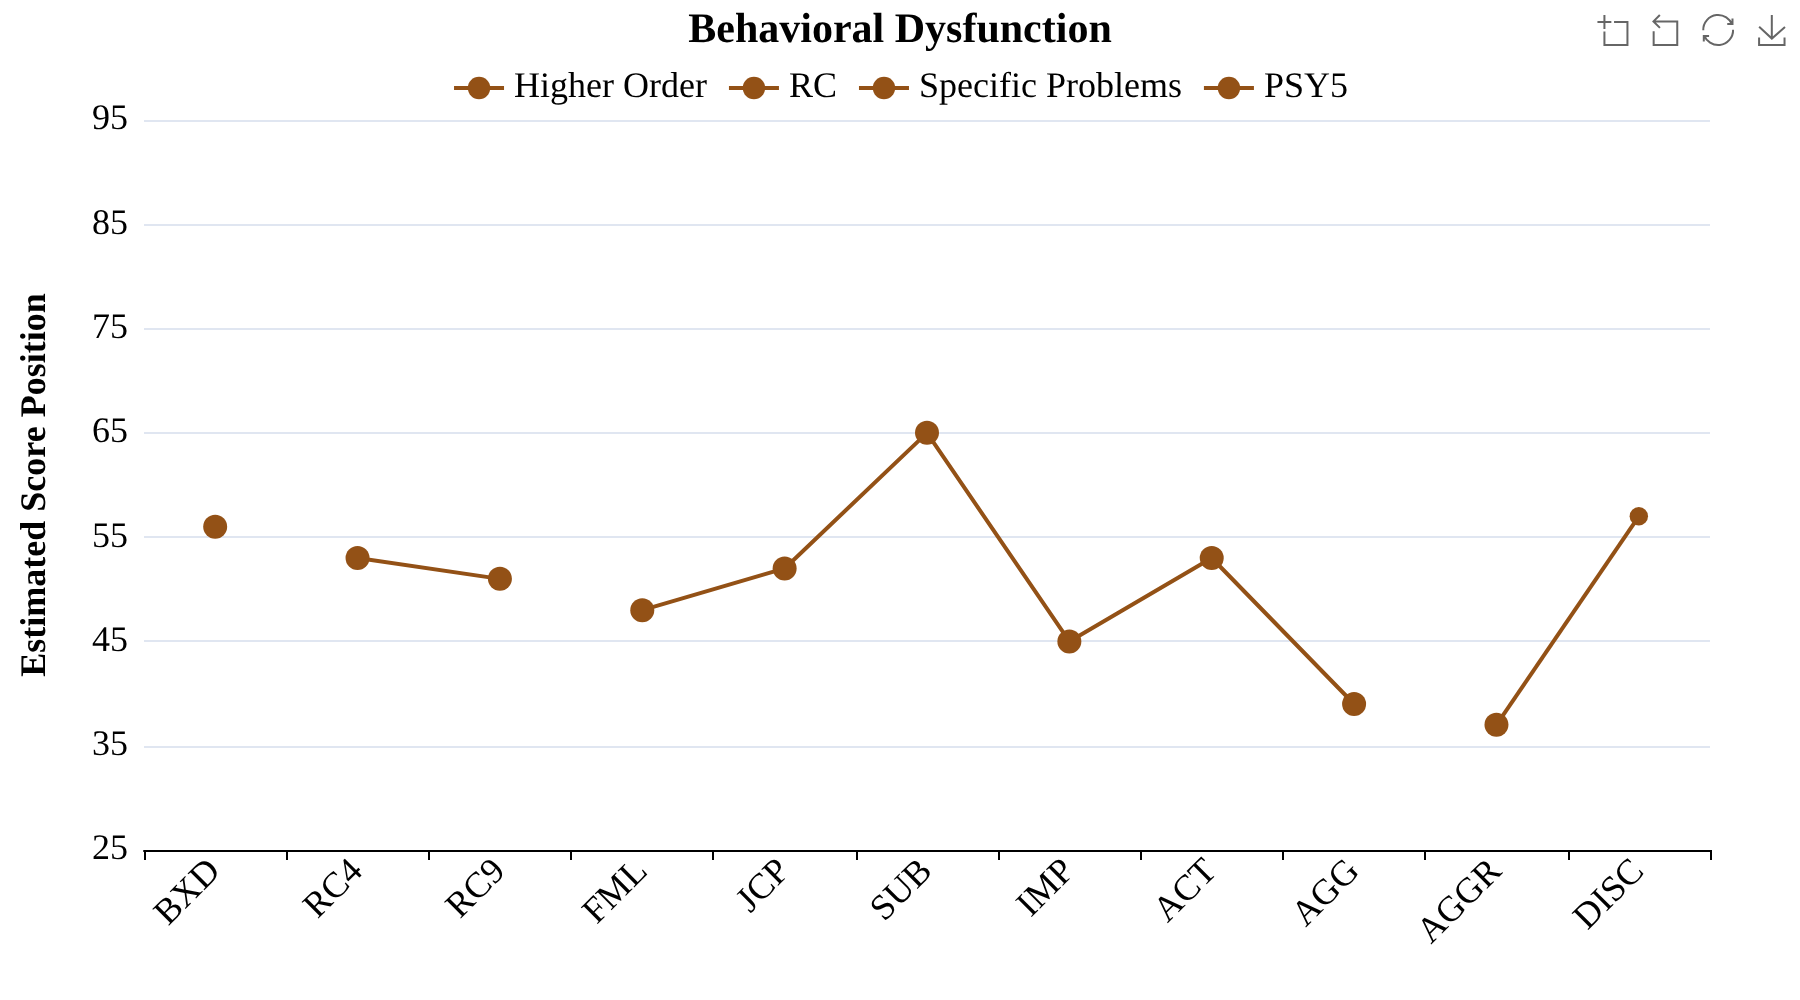 Behavioral Dysfunction
Higher Order RC Specific Problems PSY5
Estimated Score Position
95
85
75
65
55
45
35
25
BXD RC4 RC9 FML JCP SUB IMP ACT AGG AGGR DISC